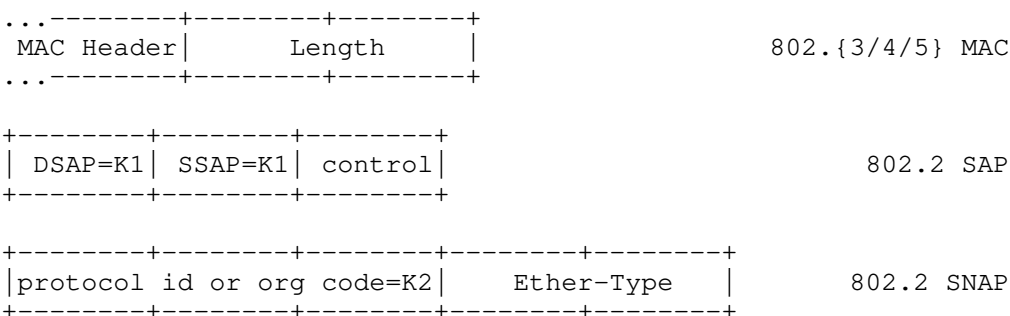 ...--------+--------+--------+
 MAC Header|      Length     |                  802.{3/4/5} MAC
...--------+--------+--------+
+--------+--------+--------+
| DSAP=K1| SSAP=K1| control|                          802.2 SAP
+--------+--------+--------+
+--------+--------+--------+--------+--------+
|protocol id or org code=K2|    Ether-Type   |       802.2 SNAP
+--------+--------+--------+--------+--------+